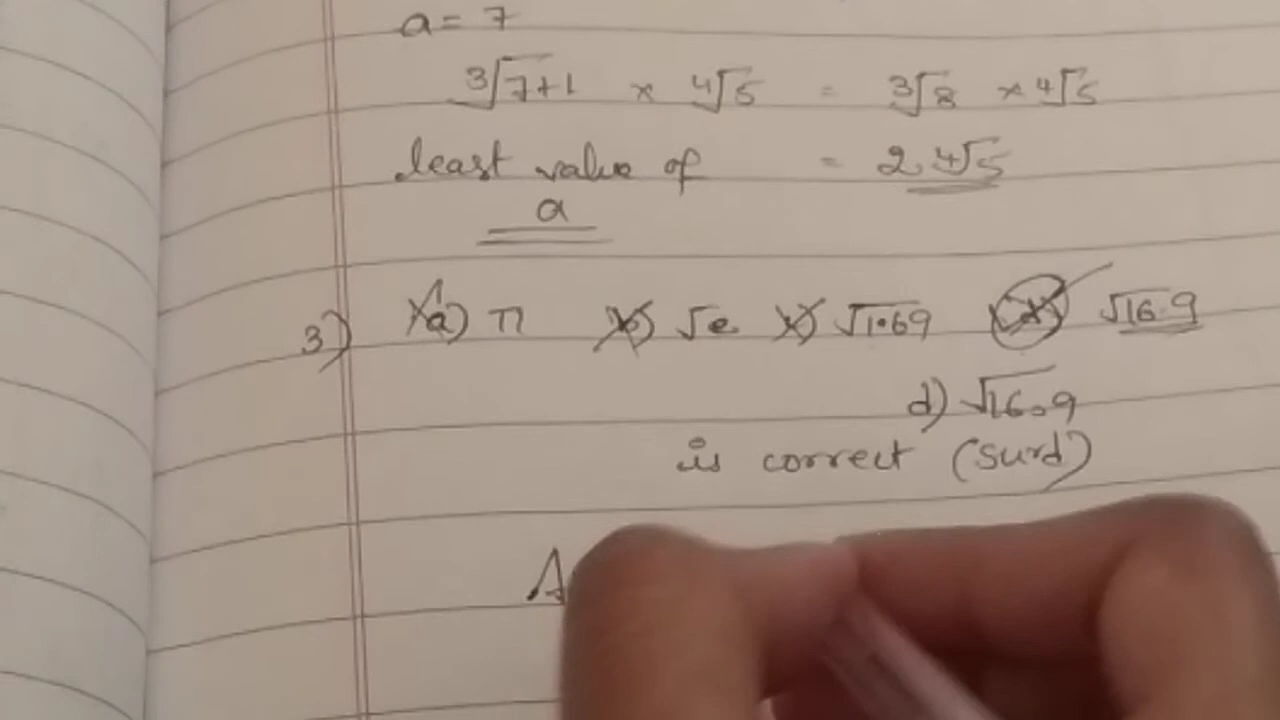 a = 7
³√7+1 × ⁴√5 = ³√8 × ⁴√5
least value of = 2 ⁴√5
a
3) a) π b) √e c) √1.69 d) √16.9
d) √16.9
is correct (surd)
A